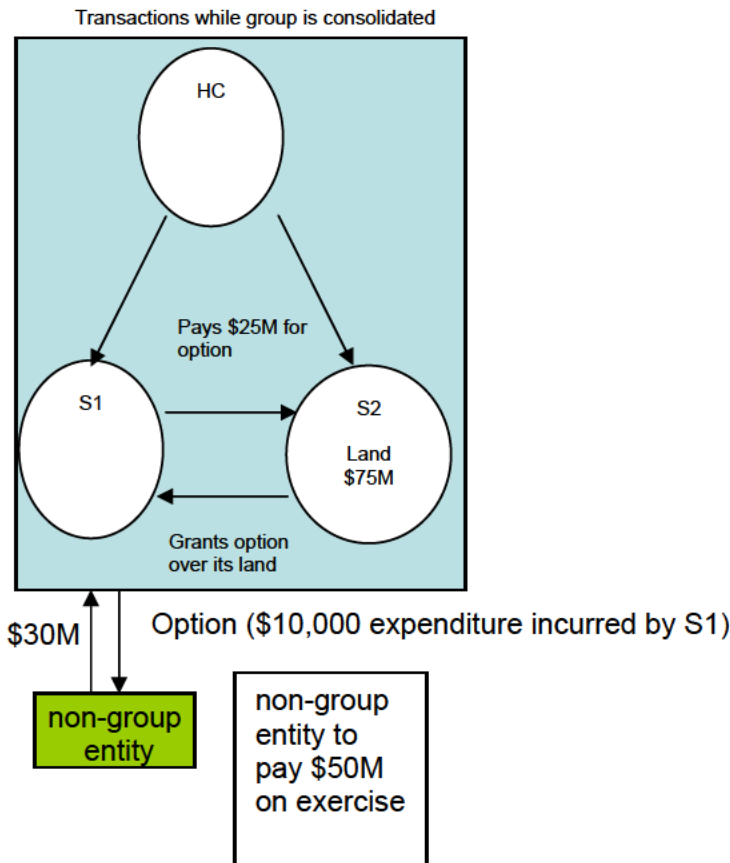 Transactions while group is consolidated
HC
Pays $25M for
option
S1
S2
Land
$75M
Grants option
over its land
$30M
Option ($10,000 expenditure incurred by S1)
non-group
entity
non-group
entity to
pay $50M
on exercise